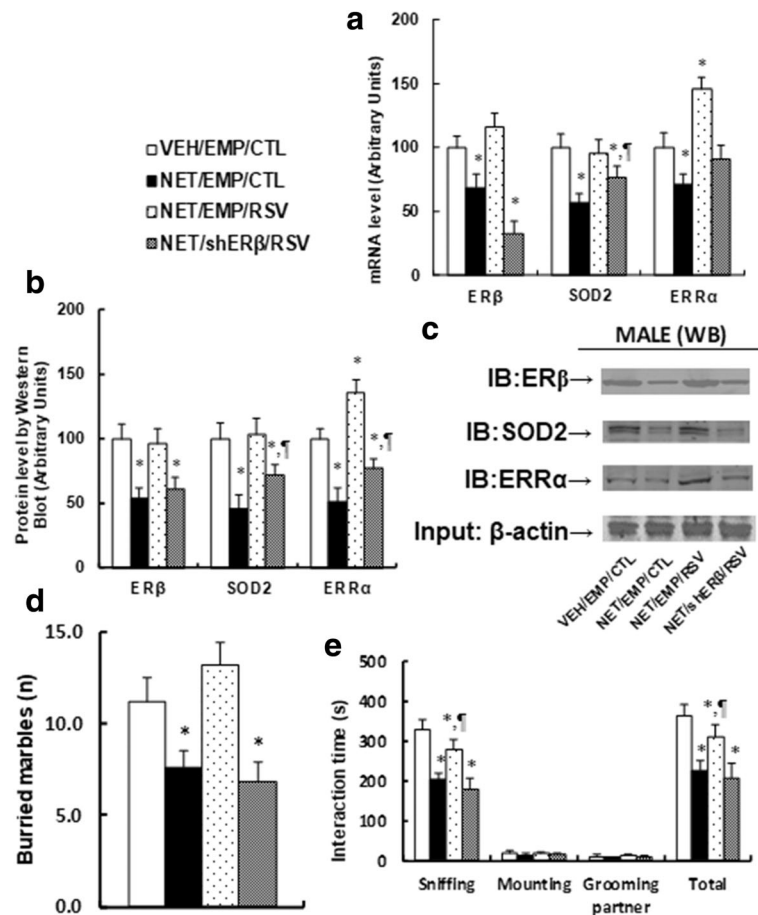 a
mRNA level (Arbitrary Units)
200
150
100
50
0
*
*
*
*,¶
*
*
ERβ
SOD2
ERRα
VEH/EMP/CTL
NET/EMP/CTL
NET/EMP/RSV
NET/shERβ/RSV
b
Protein level by Western
Blot (Arbitrary Units)
200
150
100
50
0
*
*
*
*,¶
*
*
*,¶
ERβ
SOD2
ERRα
c
MALE (WB)
IB:ERβ→
IB:SOD2→
IB:ERRα→
Input: β-actin→
VEH/EMP/CTL
NET/EMP/CTL
NET/EMP/RSV
NET/shERβ/RSV
d
Burried marbles (n)
15.0
10.0
5.0
0.0
*
*
e
Interaction time (s)
500
400
300
200
100
0
*
*,¶
*
*
*,¶
*
Sniffing
Mounting
Grooming
partner
Total